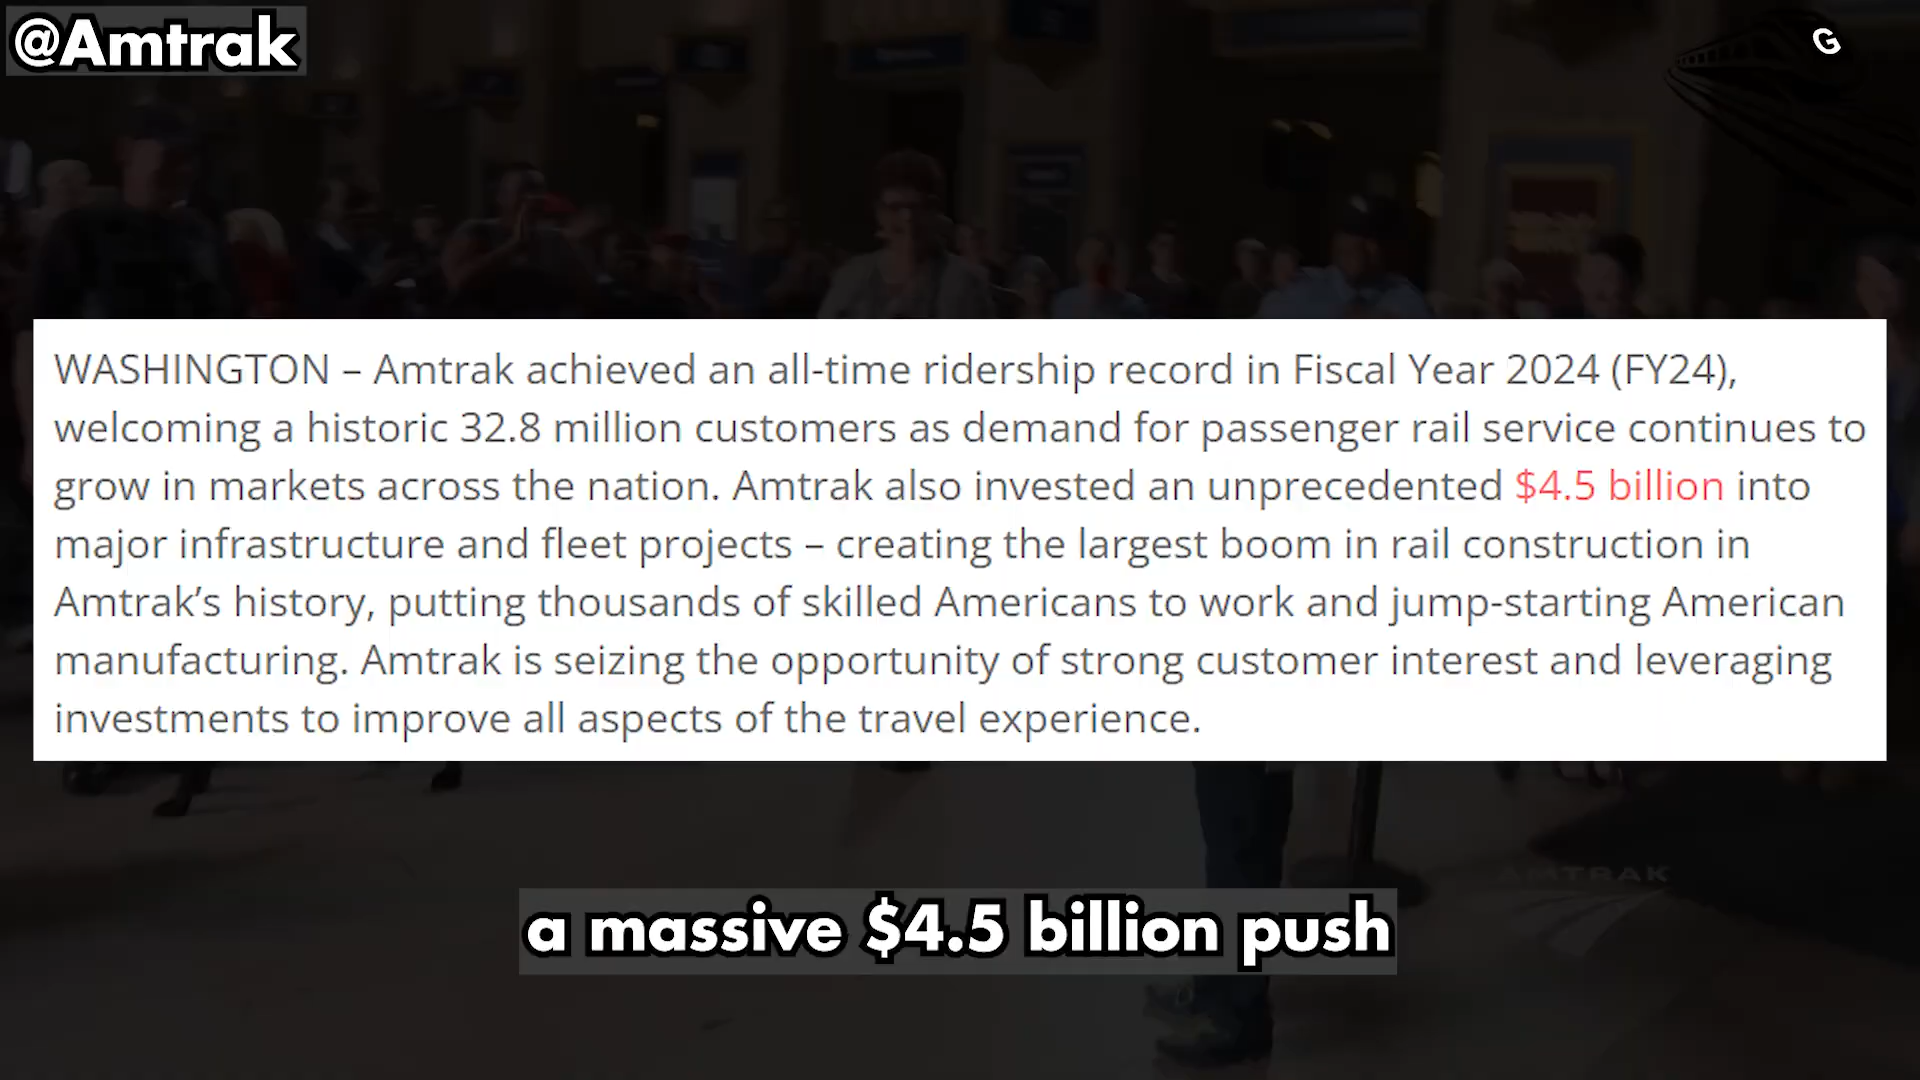 @Amtrak
G
WASHINGTON – Amtrak achieved an all-time ridership record in Fiscal Year 2024 (FY24),
welcoming a historic 32.8 million customers as demand for passenger rail service continues to
grow in markets across the nation. Amtrak also invested an unprecedented $4.5 billion into
major infrastructure and fleet projects – creating the largest boom in rail construction in
Amtrak’s history, putting thousands of skilled Americans to work and jump-starting American
manufacturing. Amtrak is seizing the opportunity of strong customer interest and leveraging
investments to improve all aspects of the travel experience.
AMTRAK
a massive $4.5 billion push